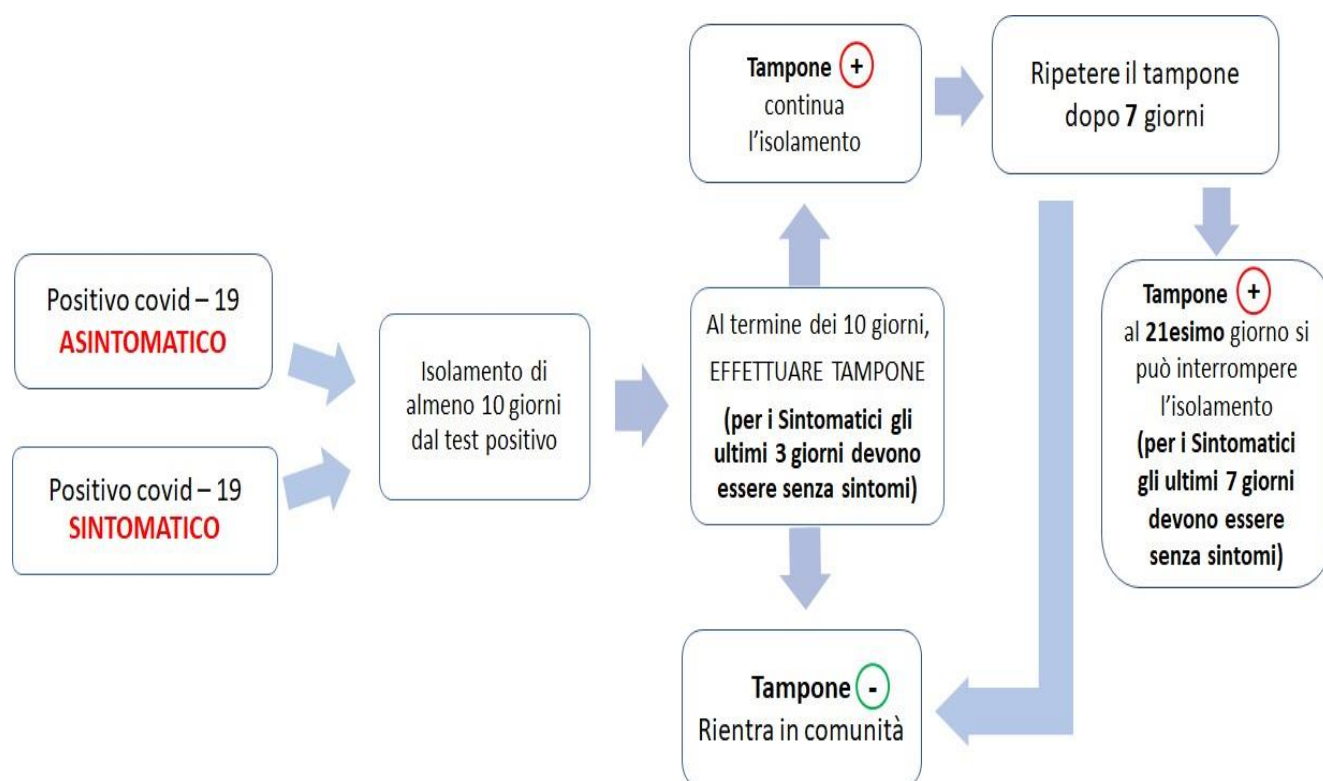 Positivo covid – 19
ASINTOMATICO
Positivo covid – 19
SINTOMATICO
Isolamento di
almeno 10 giorni
dal test positivo
Al termine dei 10 giorni,
EFFETTUARE TAMPONE
(per i Sintomatici gli
ultimi 3 giorni devono
essere senza sintomi)
Tampone +
continua
l'isolamento
Ripetere il tampone
dopo 7 giorni
Tampone +
al 21esimo giorno si
può interrompere
l'isolamento
(per i Sintomatici
gli ultimi 7 giorni
devono essere
senza sintomi)
Tampone -
Rientra in comunità